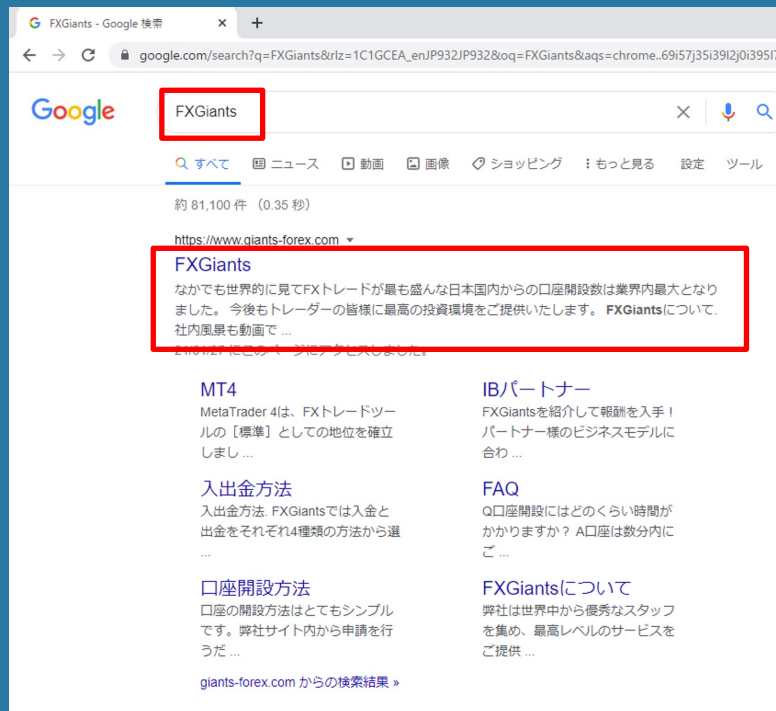 FXGiants - Google 検索
google.com/search?q=FXGiants&rlz=1C1GCEA_enJP932JP932&oq=FXGiants&aqs=chrome..69i57j35i39l2j0i395l7
Google
FXGiants
すべて ニュース 動画 画像 ショッピング もっと見る 設定 ツール
約 81,100 件 （0.35 秒）
https://www.giants-forex.com
FXGiants
なかでも世界的に見てFXトレードが最も盛んな日本国内からの口座開設数は業界内最大となり
ました。 今後もトレーダーの皆様に最高の投資環境をご提供いたします。 FXGiantsについて.
社内風景も動画で ...
21/01/27 にこのページにアクセスしました。
MT4
MetaTrader 4は、FXトレードツー
ルの［標準］としての地位を確立
しまし ...
IBパートナー
FXGiantsを紹介して報酬を入手！
パートナー様のビジネスモデルに
合わ ...
入出金方法
入出金方法. FXGiantsでは入金と
出金をそれぞれ4種類の方法から選
...
FAQ
Q口座開設にはどのくらい時間が
かかりますか？ A口座は数分内に
ご ...
口座開設方法
口座の開設方法はとてもシンプル
です。弊社サイト内から申請を行
うだ ...
FXGiantsについて
弊社は世界中から優秀なスタッフ
を集め、最高レベルのサービスを
ご提供 ...
giants-forex.com からの検索結果 »